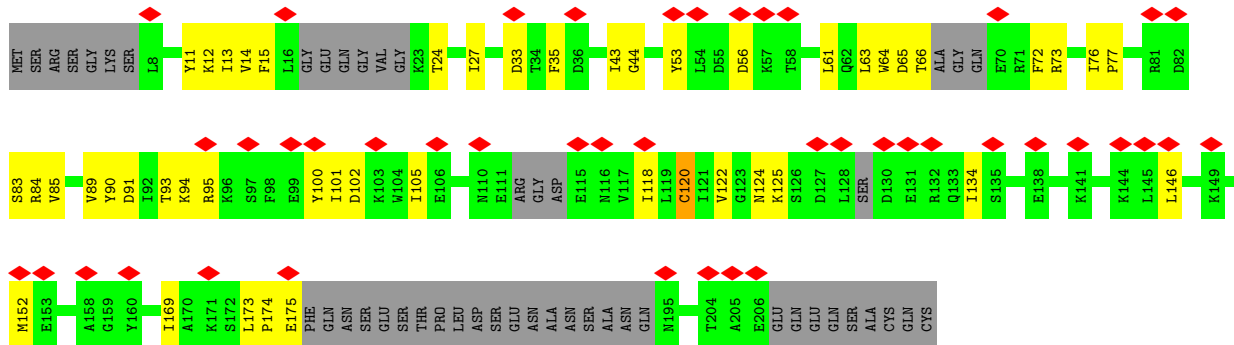 MET SER ARG SER GLY LYS SER L8 Y11 K12 I13 V14 F15 L16 GLY GLU GLN GLY VAL GLY K23 T24 I27 D33 T34 F35 D36 I43 G44 Y53 L54 D55 D56 K57 T58 L61 Q62 L63 W64 D65 T66 ALA GLY GLN E70 R71 F72 R73 I76 P77 R81 D82
S83 R84 V85 V89 Y90 D91 I92 T93 K94 R95 K96 S97 F98 E99 Y100 I101 D102 K103 W104 I105 E106 N110 E111 ARG GLY ASP E115 N116 V117 I118 L119 C120 I121 V122 G123 N124 K125 S126 D127 L128 SER D130 E131 R132 Q133 I134 S135 E138 K141 K144 L145 L146 K149
M152 E153 A158 G159 Y160 I169 A170 K171 S172 L173 P174 E175 PHE GLN ASN SER GLU SER THR PRO LEU ASP SER GLU ASN ALA ASN SER ALA ASN GLN N195 T204 A205 E206 GLU GLN GLU GLN SER ALA CYS GLN CYS